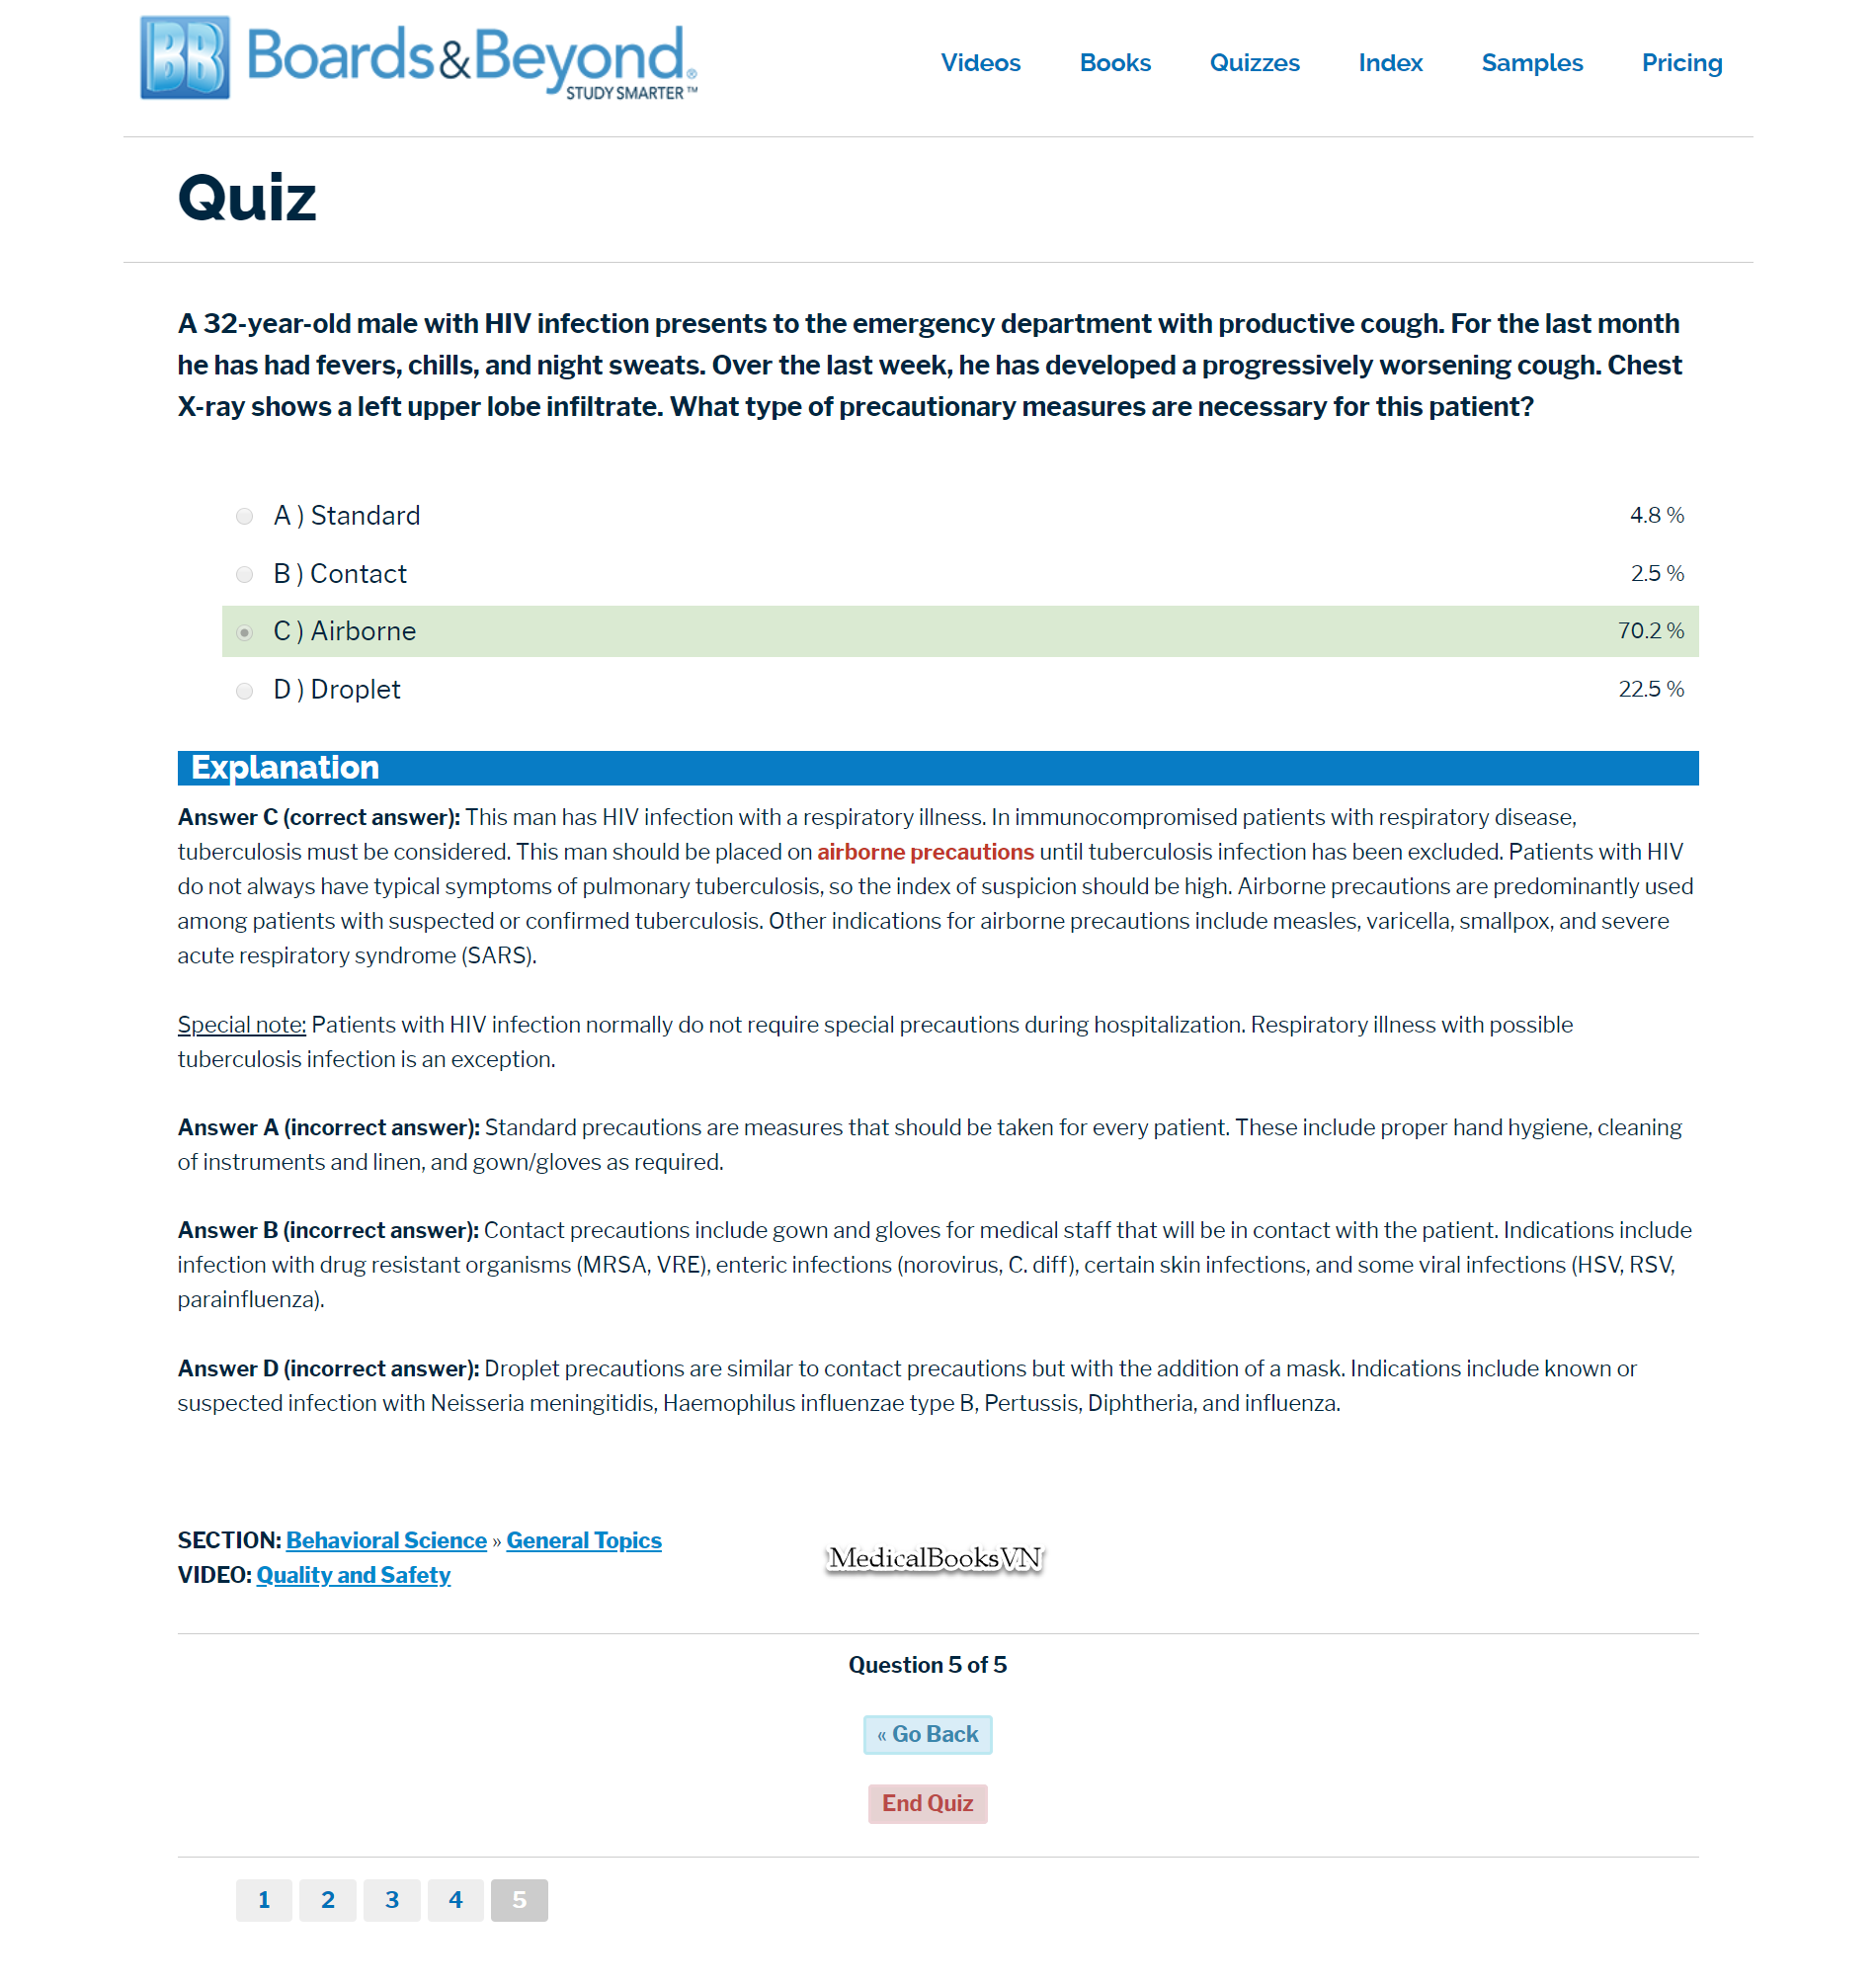 BB Boards&Beyond®
STUDY SMARTER™
Videos Books Quizzes Index Samples Pricing
Quiz
A 32-year-old male with HIV infection presents to the emergency department with productive cough. For the last month
he has had fevers, chills, and night sweats. Over the last week, he has developed a progressively worsening cough. Chest
X-ray shows a left upper lobe infiltrate. What type of precautionary measures are necessary for this patient?
A ) Standard 4.8 %
B ) Contact 2.5 %
C ) Airborne 70.2 %
D ) Droplet 22.5 %
Explanation
Answer C (correct answer): This man has HIV infection with a respiratory illness. In immunocompromised patients with respiratory disease,
tuberculosis must be considered. This man should be placed on airborne precautions until tuberculosis infection has been excluded. Patients with HIV
do not always have typical symptoms of pulmonary tuberculosis, so the index of suspicion should be high. Airborne precautions are predominantly used
among patients with suspected or confirmed tuberculosis. Other indications for airborne precautions include measles, varicella, smallpox, and severe
acute respiratory syndrome (SARS).
Special note: Patients with HIV infection normally do not require special precautions during hospitalization. Respiratory illness with possible
tuberculosis infection is an exception.
Answer A (incorrect answer): Standard precautions are measures that should be taken for every patient. These include proper hand hygiene, cleaning
of instruments and linen, and gown/gloves as required.
Answer B (incorrect answer): Contact precautions include gown and gloves for medical staff that will be in contact with the patient. Indications include
infection with drug resistant organisms (MRSA, VRE), enteric infections (norovirus, C. diff), certain skin infections, and some viral infections (HSV, RSV,
parainfluenza).
Answer D (incorrect answer): Droplet precautions are similar to contact precautions but with the addition of a mask. Indications include known or
suspected infection with Neisseria meningitidis, Haemophilus influenzae type B, Pertussis, Diphtheria, and influenza.
SECTION: Behavioral Science » General Topics
VIDEO: Quality and Safety
MedicalBooksVN
Question 5 of 5
« Go Back
End Quiz
1 2 3 4 5